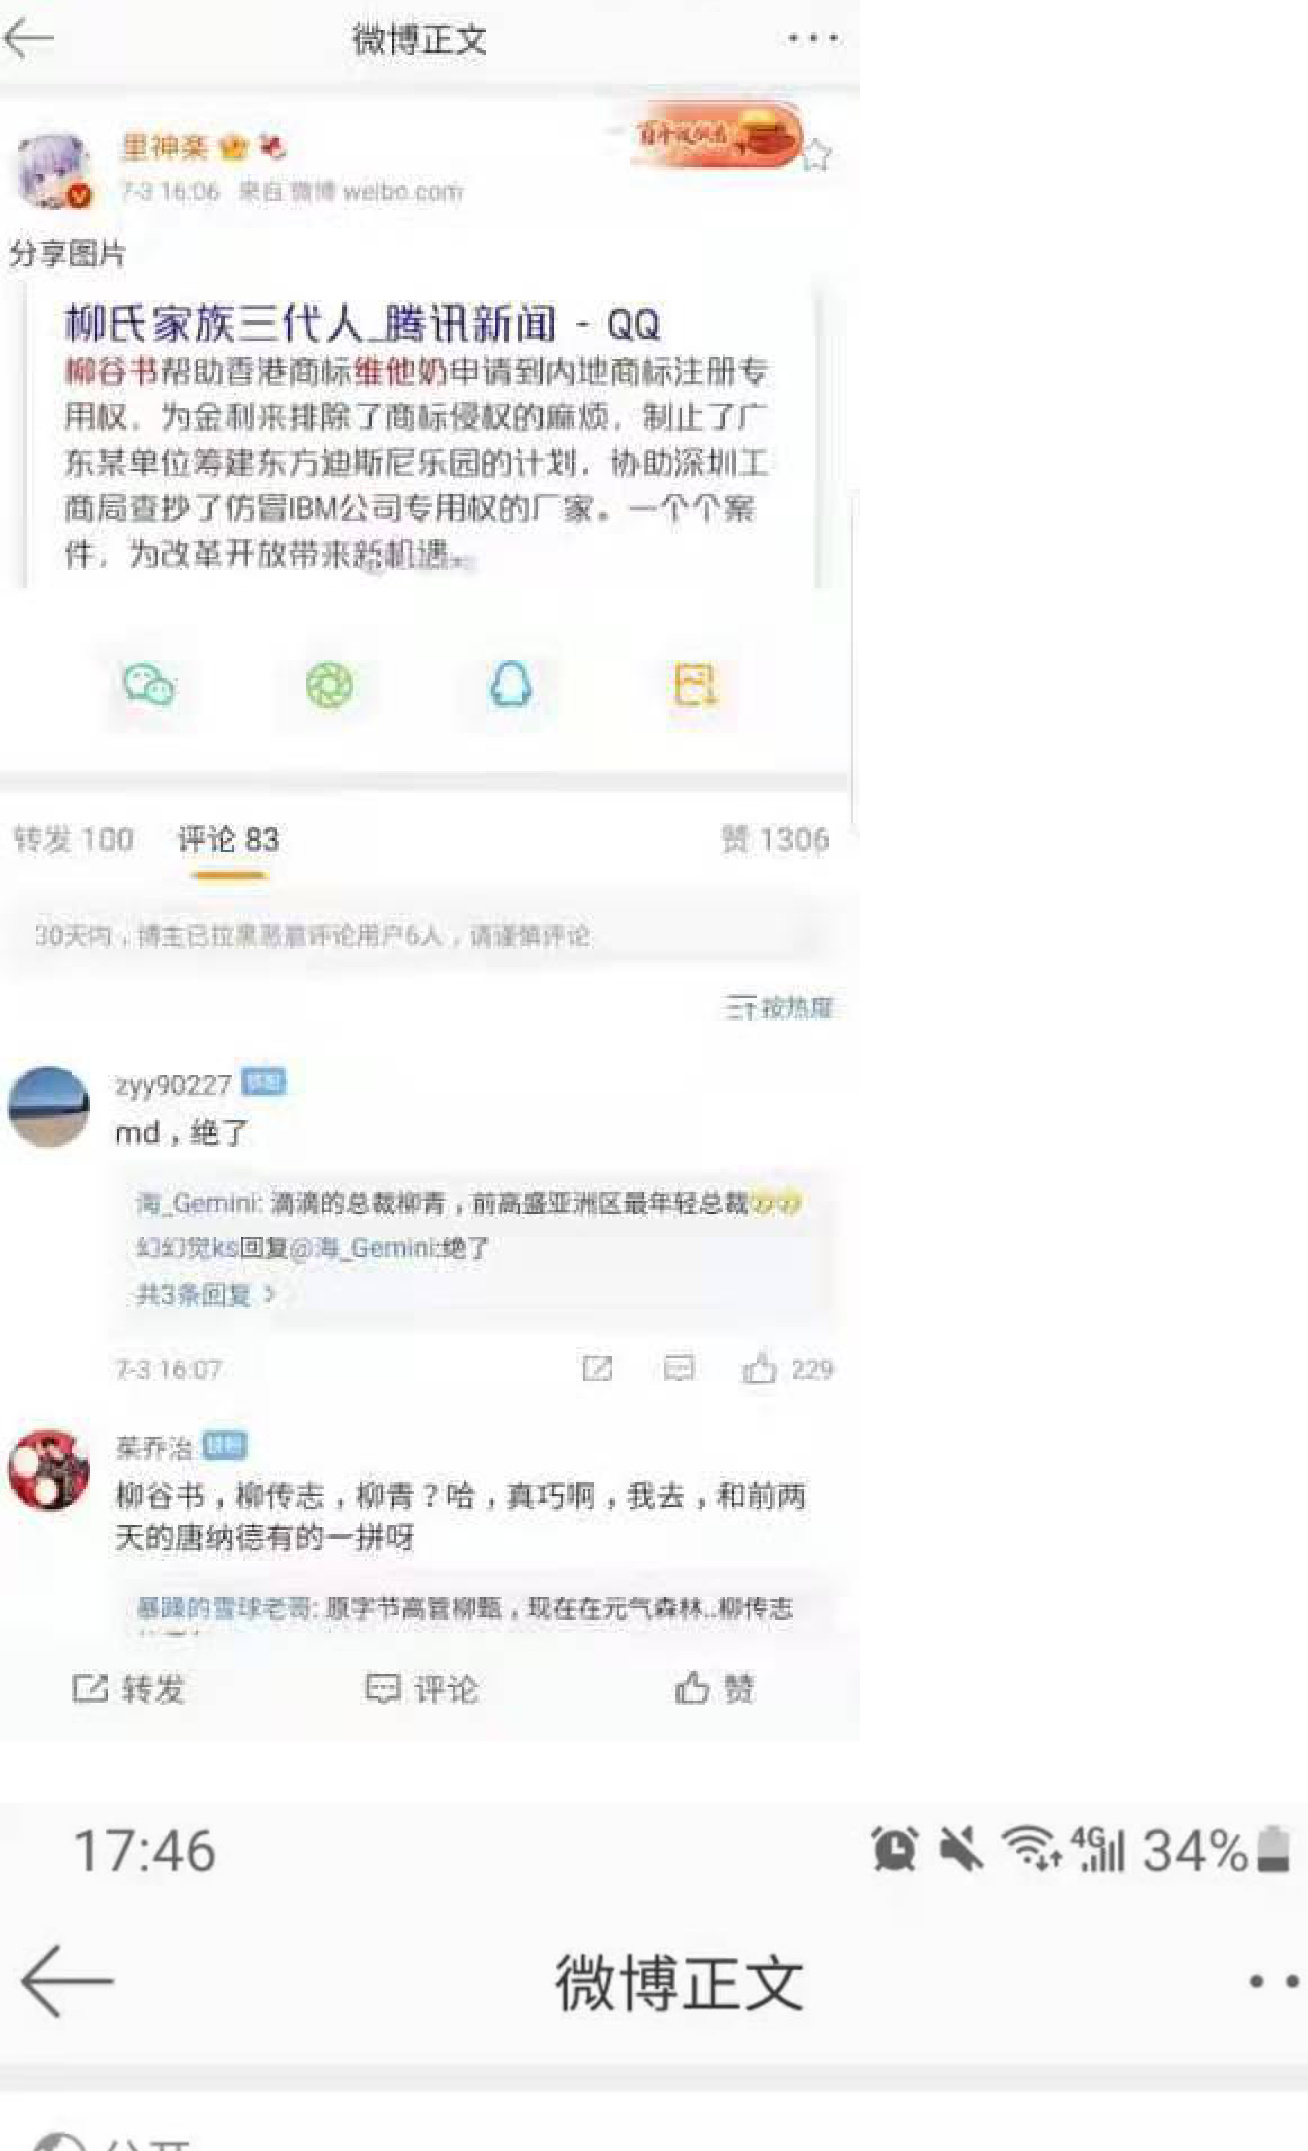 微博正文
里神楽
7-3 16:06 来自 微博 weibo.com
分享图片
柳氏家族三代人_腾讯新闻 - QQ
柳谷书帮助香港商标维他奶申请到内地商标注册专
用权，为金利来排除了商标侵权的麻烦，制止了广
东某单位筹建东方迪斯尼乐园的计划，协助深圳工
商局查抄了仿冒IBM公司专用权的厂家。一个个案
件，为改革开放带来新机遇。
转发 100 评论 83 赞 1306
30天内，博主已拉黑恶意评论用户6人，请谨慎评论
按热度
zyy90227
md，绝了
海_Gemini: 滴滴的总裁柳青，前高盛亚洲区最年轻总裁
幻幻觉ks回复@海_Gemini:绝了
共3条回复 >
7-3 16:07 229
乔治
柳谷书，柳传志，柳青？哈，真巧啊，我去，和前两
天的唐纳德有的一拼呀
暴躁的雪球老哥: 原字节高管柳甄，现在在元气森林..柳传志
转发 评论 赞
17:46 4G 34%
微博正文
公开